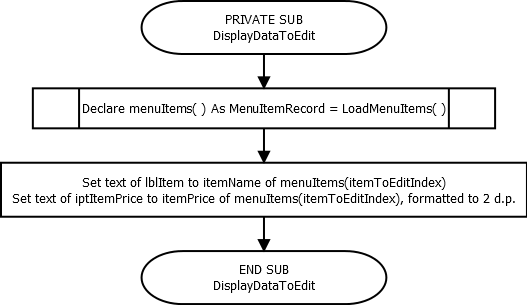 PRIVATE SUB
DisplayDataToEdit
Declare menuItems( ) As MenuItemRecord = LoadMenuItems( )
Set text of lblItem to itemName of menuItems(itemToEditIndex)
Set text of iptItemPrice to itemPrice of menuItems(itemToEditIndex), formatted to 2 d.p.
END SUB
DisplayDataToEdit